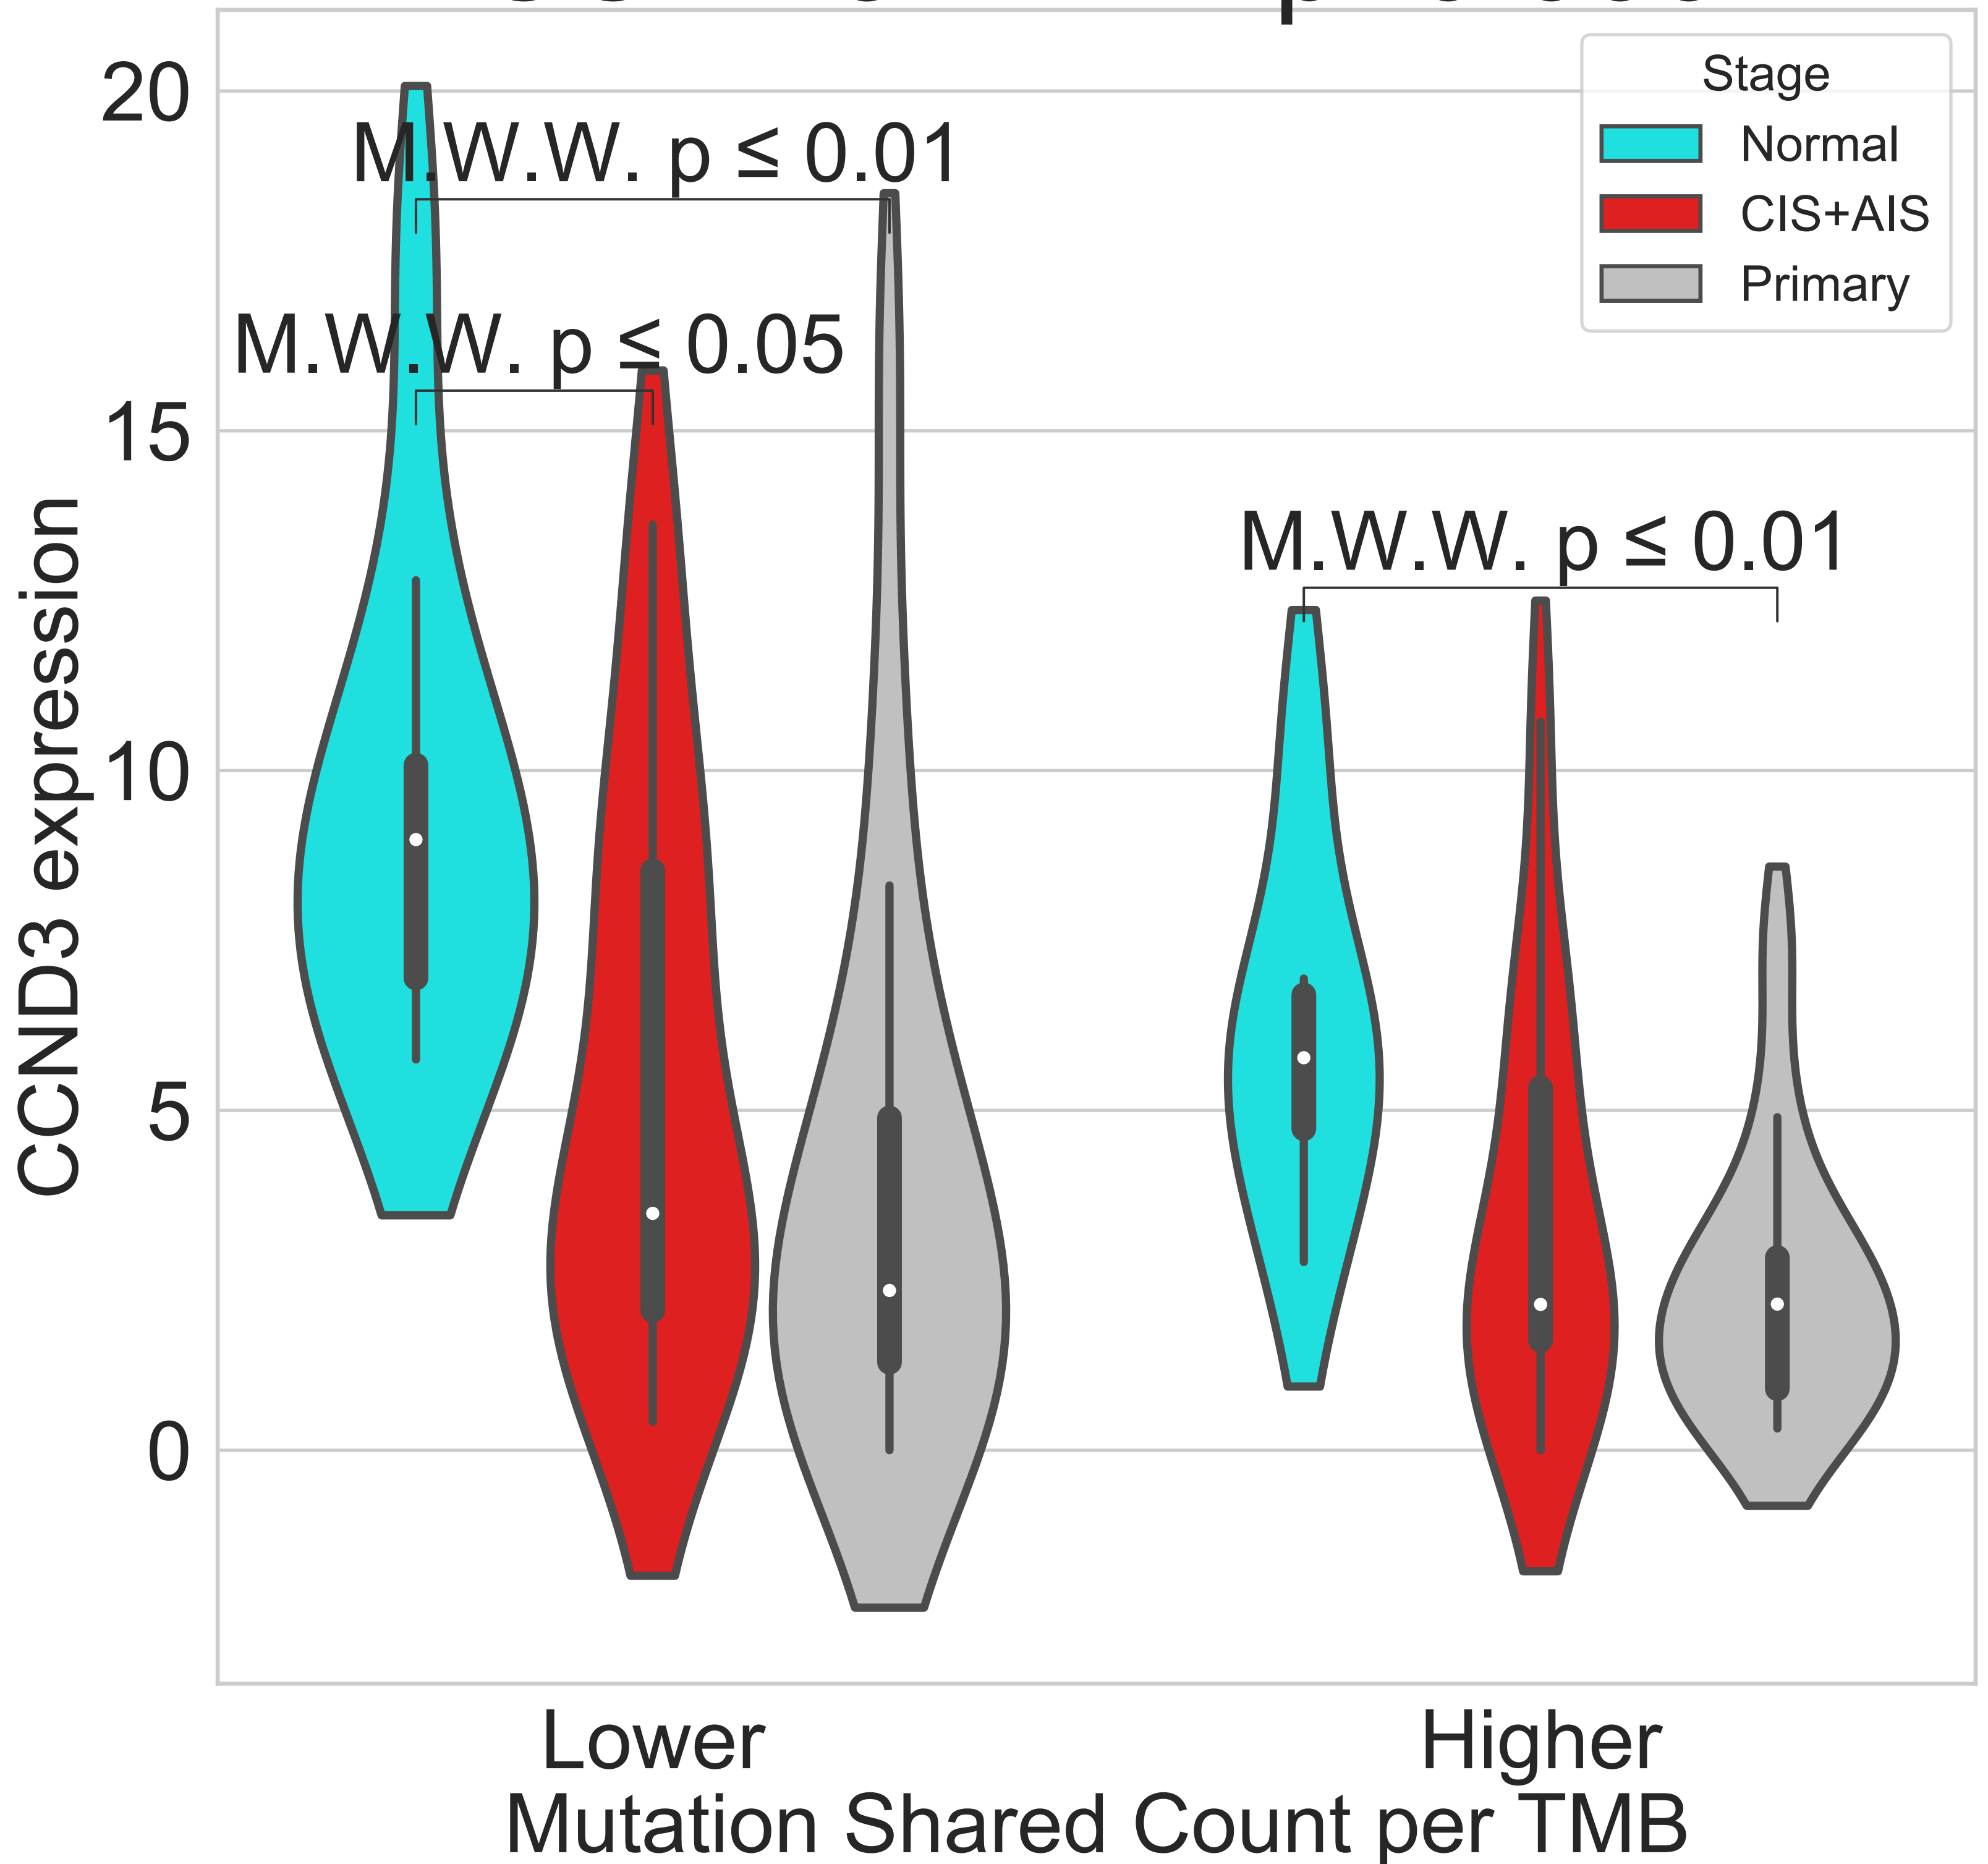 20
15
10
5
0
CCND3 expression
M.W.W. p ≤ 0.01
M.W.W. p ≤ 0.05
M.W.W. p ≤ 0.01
Stage
Normal
CIS+AIS
Primary
Lower
Higher
Mutation Shared Count per TMB